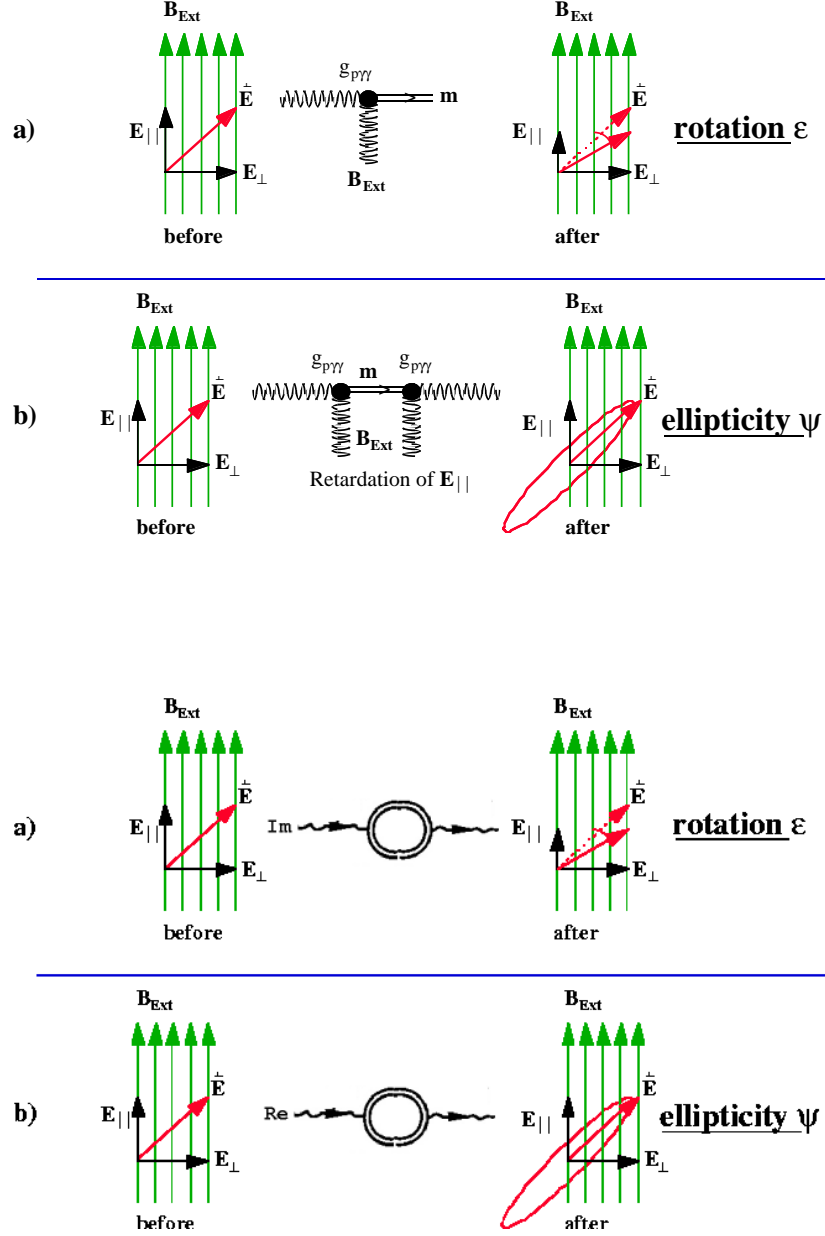 B_Ext B_Ext
g_pγγ
E E
m
a) E_|| E_|| rotation ε
E_⊥ B_Ext E_⊥
before after
B_Ext B_Ext
g_pγγ m g_pγγ
E E
b) E_|| E_|| ellipticity ψ
B_Ext
E_⊥ E_⊥
Retardation of E_||
before after
B_Ext B_Ext
E E
a) E_|| Im E_|| rotation ε
E_⊥ E_⊥
before after
B_Ext B_Ext
E E
b) E_|| Re E_|| ellipticity ψ
E_⊥ E_⊥
before after